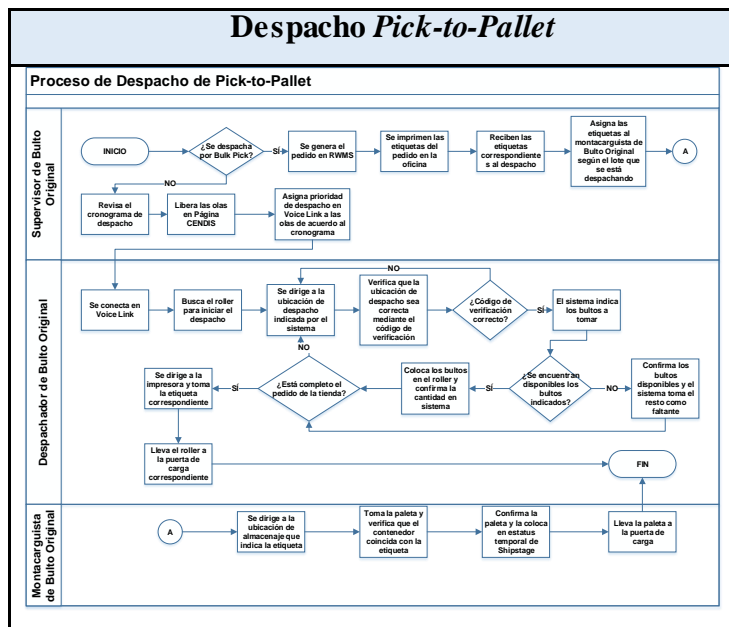 Despacho Pick-to-Pallet
Proceso de Despacho de Pick-to-Pallet
Supervisor de Bulto
Original
INICIO
¿Se despacha
por Bulk Pick?
SÍ
Se genera el
pedido en RWMS
Se imprimen las
etiquetas del
pedido en la
oficina
Reciben las
etiquetas
correspondiente
s al despacho
Asigna las
etiquetas al
montacarguista de
Bulto Original
según el lote que
se está
despachando
A
NO
Revisa el
cronograma de
despacho
Libera las olas
en Página
CENDIS
Asigna prioridad
de despacho en
Voice Link a las
olas de acuerdo al
cronograma
Despachador de Bulto Original
Se conecta en
Voice Link
Busca el roller
para iniciar el
despacho
Se dirige a la
ubicación de
despacho
indicada por el
sistema
NO
Verifica que la
ubicación de
despacho sea
correcta
mediante el
código de
verificación
¿Código de
verificación
correcto?
SÍ
El sistema indica
los bultos a
tomar
¿Se encuentran
disponibles los
bultos
indicados?
NO
Confirma los
bultos
disponibles y el
sistema toma el
resto como
faltante
SÍ
Coloca los bultos
en el roller y
confirma la
cantidad en
sistema
NO
¿Está completo el
pedido de la tienda?
SÍ
Se dirige a la
impresora y toma
la etiqueta
correspondiente
Lleva el roller a
la puerta de
carga
correspondiente
FIN
Montacarguista
de Bulto Original
A
Se dirige a la
ubicación de
almacenaje que
indica la etiqueta
Toma la paleta y
verifica que el
contenedor
coincida con la
etiqueta
Confirma la
paleta y la coloca
en estatus
temporal de
Shipstage
Lleva la paleta a
la puerta de
carga